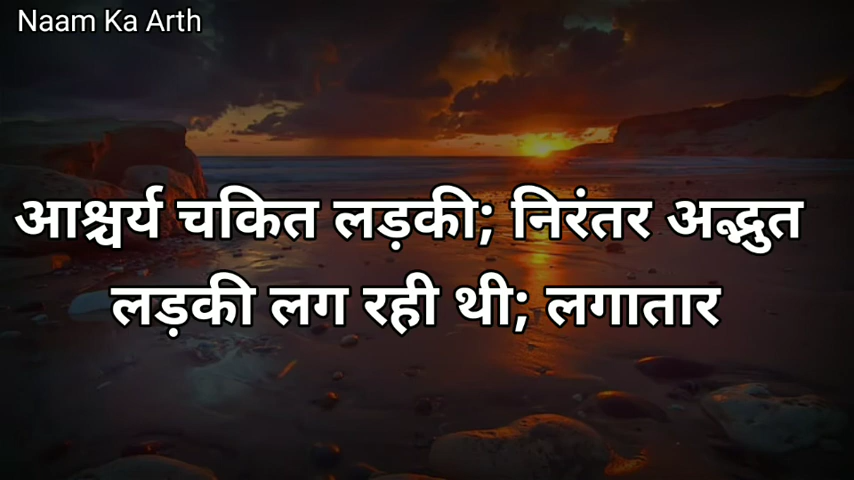 Naam Ka Arth
आश्चर्य चकित लड़की; निरंतर अद्भुत
लड़की लग रही थी; लगातार